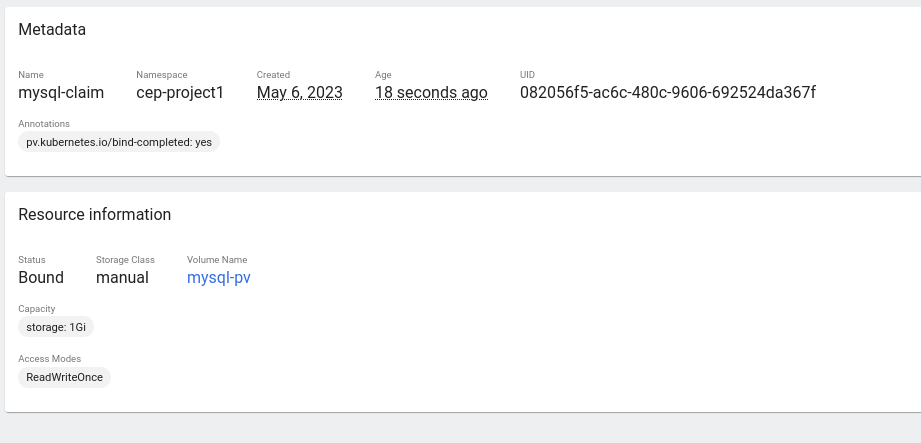 Metadata
Name Namespace Created Age UID
mysql-claim cep-project1 May 6, 2023 18 seconds ago 082056f5-ac6c-480c-9606-692524da367f
Annotations
pv.kubernetes.io/bind-completed: yes
Resource information
Status Storage Class Volume Name
Bound manual mysql-pv
Capacity
storage: 1Gi
Access Modes
ReadWriteOnce